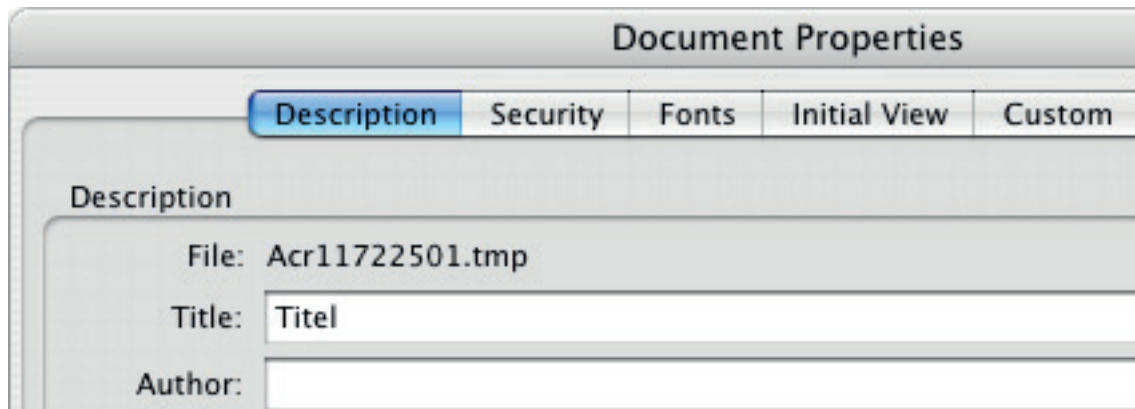 Document Properties
Description Security Fonts Initial View Custom
Description
File: Acr11722501.tmp
Title: Titel
Author: